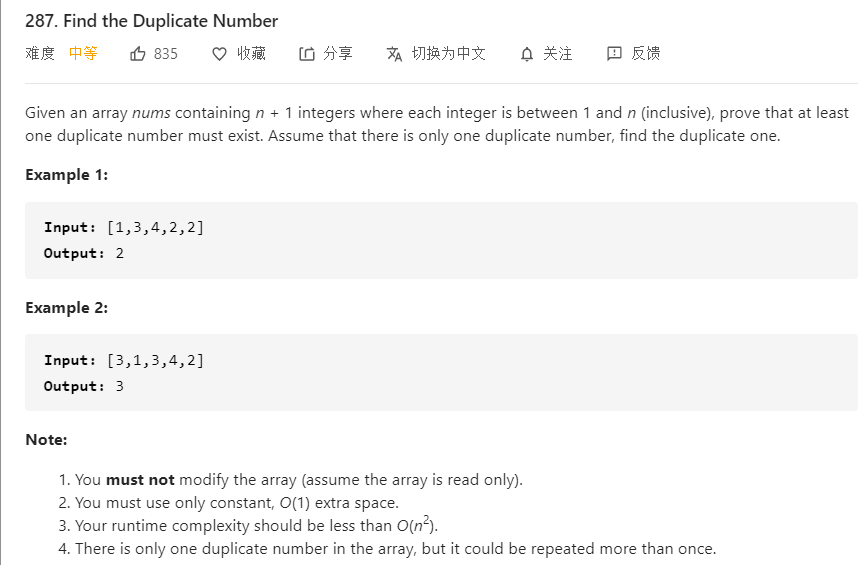 287. Find the Duplicate Number
难度 中等 835 收藏 分享 切换为中文 关注 反馈
Given an array nums containing n + 1 integers where each integer is between 1 and n (inclusive), prove that at least
one duplicate number must exist. Assume that there is only one duplicate number, find the duplicate one.
Example 1:
Input: [1,3,4,2,2]
Output: 2
Example 2:
Input: [3,1,3,4,2]
Output: 3
Note:
1. You must not modify the array (assume the array is read only).
2. You must use only constant, O(1) extra space.
3. Your runtime complexity should be less than O(n²).
4. There is only one duplicate number in the array, but it could be repeated more than once.